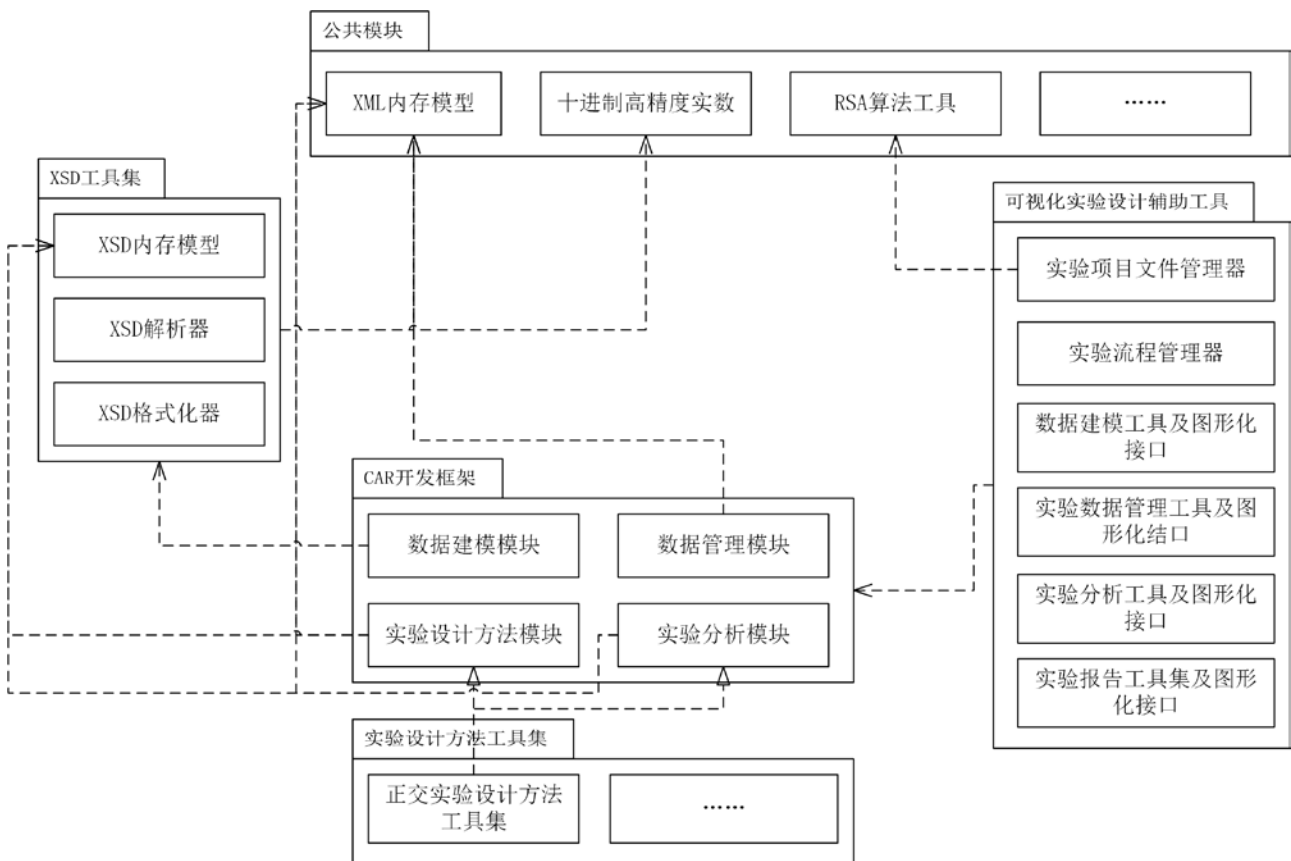 公共模块
XML内存模型
十进制高精度实数
RSA算法工具
……
XSD工具集
XSD内存模型
XSD解析器
XSD格式化器
可视化实验设计辅助工具
实验项目文件管理器
实验流程管理器
数据建模工具及图形化
接口
实验数据管理工具及图
形化结口
实验分析工具及图形化
接口
实验报告工具集及图形
化接口
CAR开发框架
数据建模模块
数据管理模块
实验设计方法模块
实验分析模块
实验设计方法工具集
正交实验设计方法
工具集
……